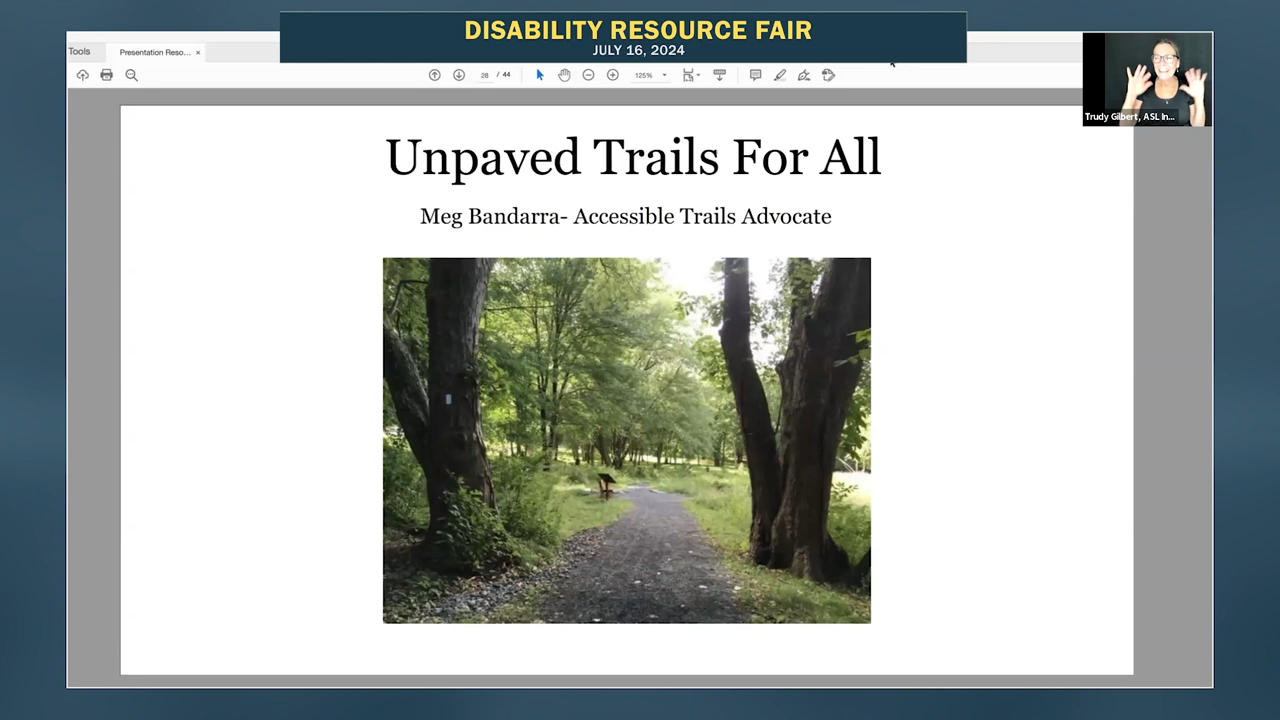 DISABILITY RESOURCE FAIR
JULY 16, 2024
Tools
Presentation Reso... ×
28 / 44
125%
Trudy Gilbert, ASL In...
Unpaved Trails For All
Meg Bandarra- Accessible Trails Advocate